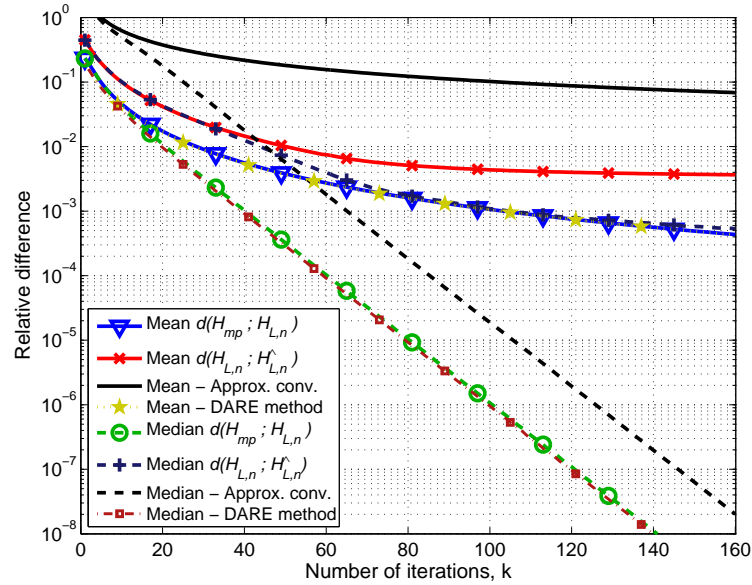 Relative difference
10^0
10^-1
10^-2
10^-3
10^-4
10^-5
10^-6
10^-7
10^-8
Mean d(H_mp ; H_L,n)
Mean d(H_L,n ; H^_L,n)
Mean – Approx. conv.
Mean – DARE method
Median d(H_mp ; H_L,n)
Median d(H_L,n ; H^_L,n)
Median – Approx. conv.
Median – DARE method
0 20 40 60 80 100 120 140 160
Number of iterations, k